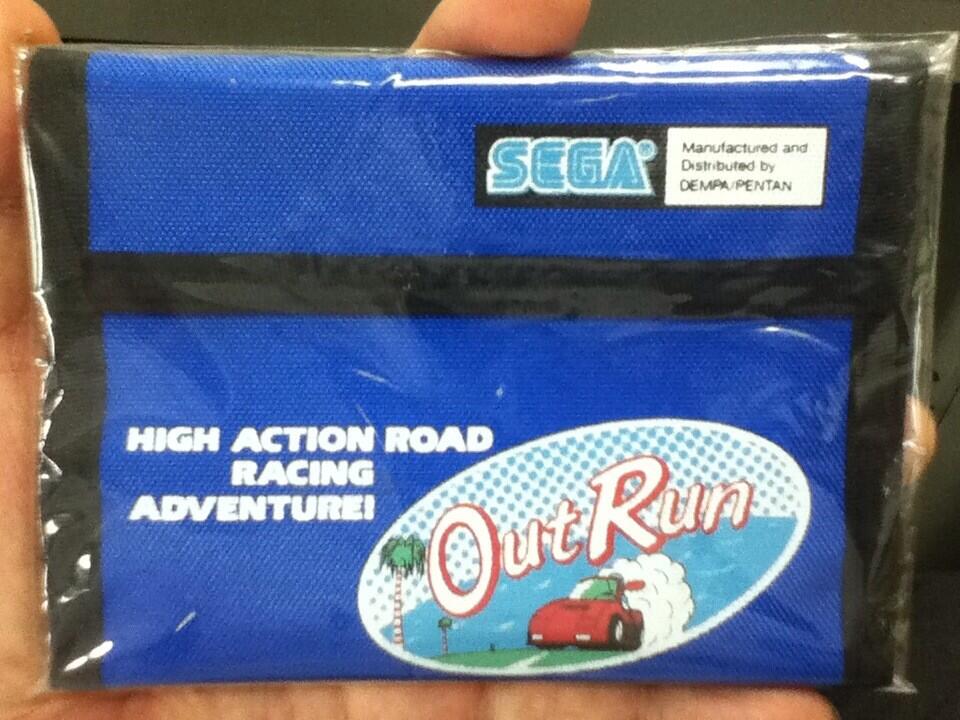 SEGA®
Manufactured and
Distributed by
DEMPA/PENTAN
HIGH ACTION ROAD
RACING
ADVENTURE!
OutRun